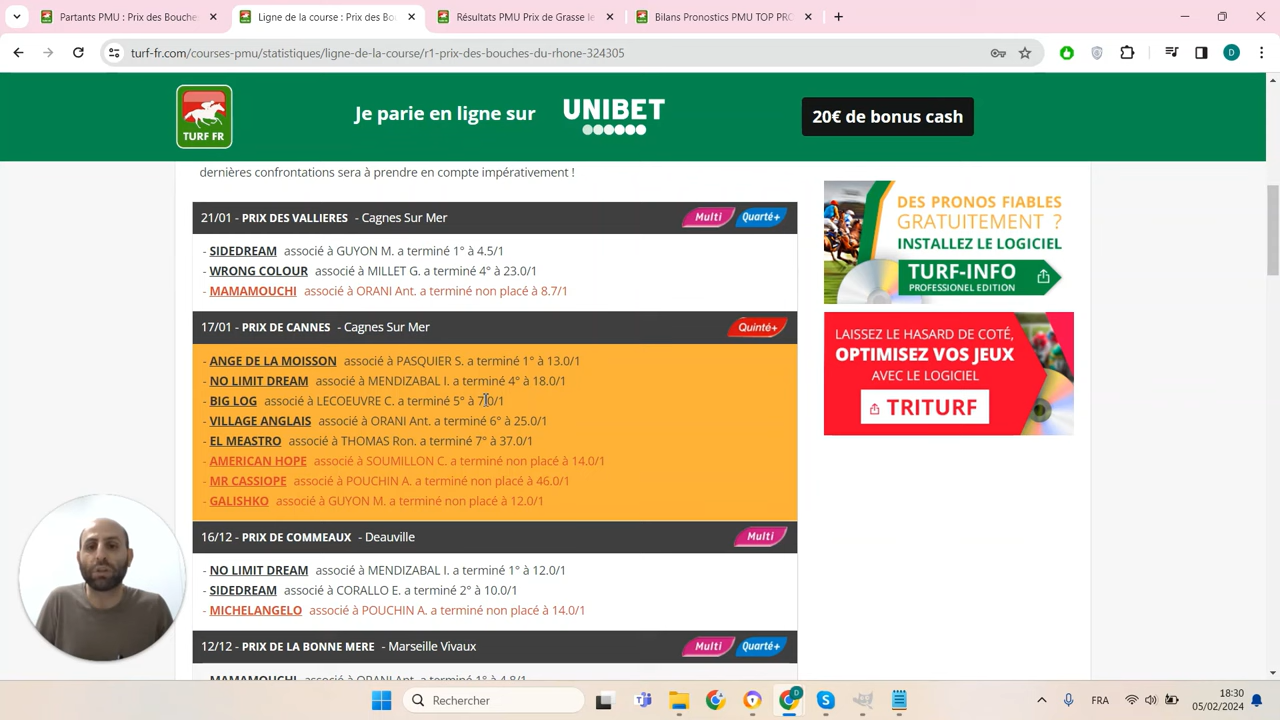 Partants PMU : Prix des Bouche
Ligne de la course : Prix des Bo
Résultats PMU Prix de Grasse le
Bilans Pronostics PMU TOP PRO
turf-fr.com/courses-pmu/statistiques/ligne-de-la-course/r1-prix-des-bouches-du-rhone-324305
D
TURF FR
Je parie en ligne sur
UNIBET
20€ de bonus cash
dernières confrontations sera à prendre en compte impérativement !
21/01 - PRIX DES VALLIERES - Cagnes Sur Mer
Multi
Quarté+
- SIDEDREAM associé à GUYON M. a terminé 1° à 4.5/1
- WRONG COLOUR associé à MILLET G. a terminé 4° à 23.0/1
- MAMAMOUCHI associé à ORANI Ant. a terminé non placé à 8.7/1
17/01 - PRIX DE CANNES - Cagnes Sur Mer
Quinté+
- ANGE DE LA MOISSON associé à PASQUIER S. a terminé 1° à 13.0/1
- NO LIMIT DREAM associé à MENDIZABAL I. a terminé 4° à 18.0/1
- BIG LOG associé à LECOEUVRE C. a terminé 5° à 7.0/1
- VILLAGE ANGLAIS associé à ORANI Ant. a terminé 6° à 25.0/1
- EL MEASTRO associé à THOMAS Ron. a terminé 7° à 37.0/1
- AMERICAN HOPE associé à SOUMILLON C. a terminé non placé à 14.0/1
- MR CASSIOPE associé à POUCHIN A. a terminé non placé à 46.0/1
- GALISHKO associé à GUYON M. a terminé non placé à 12.0/1
16/12 - PRIX DE COMMEAUX - Deauville
Multi
- NO LIMIT DREAM associé à MENDIZABAL I. a terminé 1° à 12.0/1
- SIDEDREAM associé à CORALLO E. a terminé 2° à 10.0/1
- MICHELANGELO associé à POUCHIN A. a terminé non placé à 14.0/1
12/12 - PRIX DE LA BONNE MERE - Marseille Vivaux
Multi
Quarté+
- MAMAMOUCHI associé à ORANI Ant. a terminé 1° à 4.8/1
DES PRONOS FIABLES
GRATUITEMENT ?
INSTALLEZ LE LOGICIEL
TURF-INFO
PROFESSIONEL EDITION
LAISSEZ LE HASARD DE COTÉ,
OPTIMISEZ VOS JEUX
AVEC LE LOGICIEL
TRITURF
Rechercher
D
FRA
18:30
05/02/2024